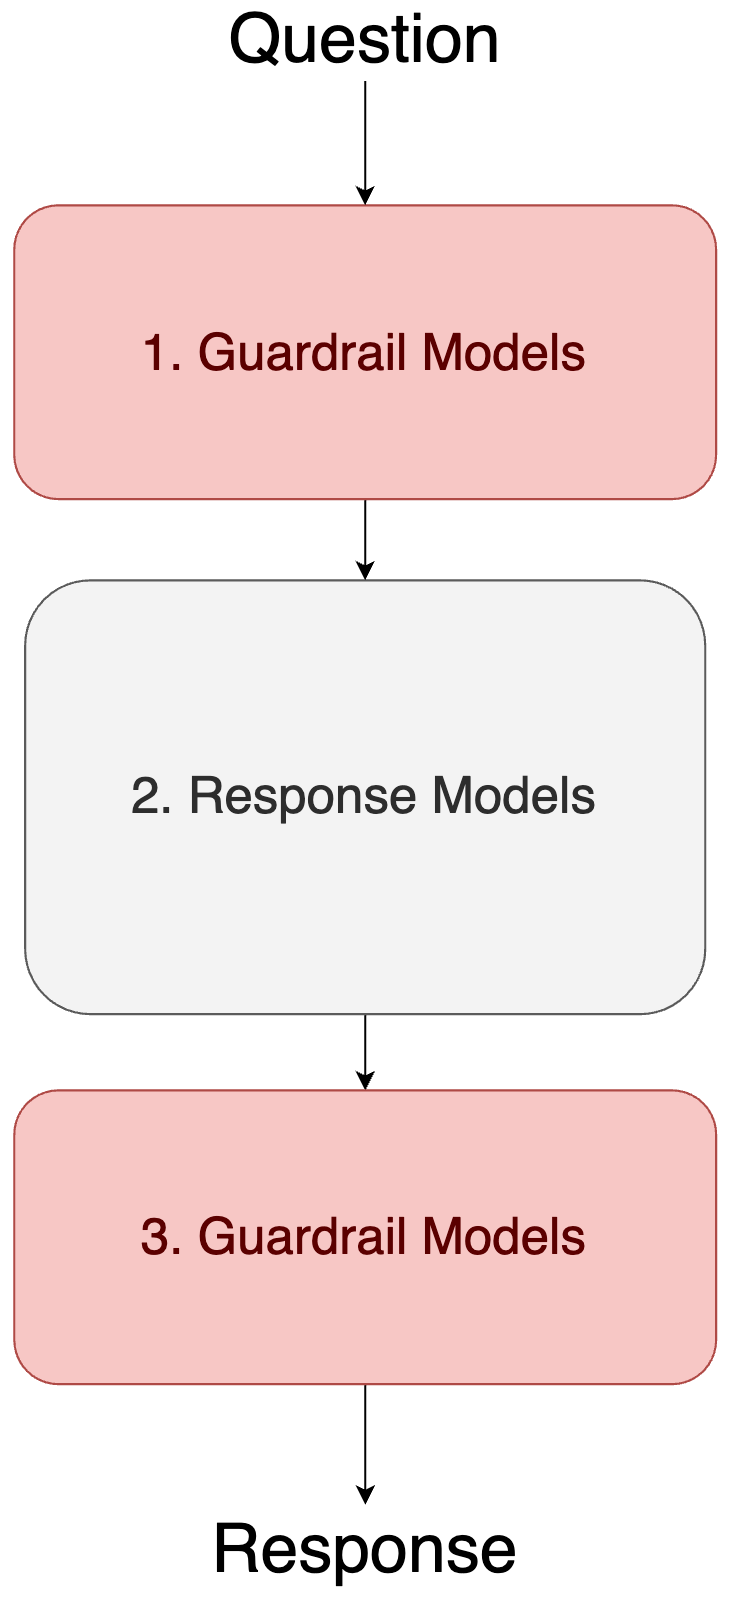 Question
1. Guardrail Models
2. Response Models
3. Guardrail Models
Response